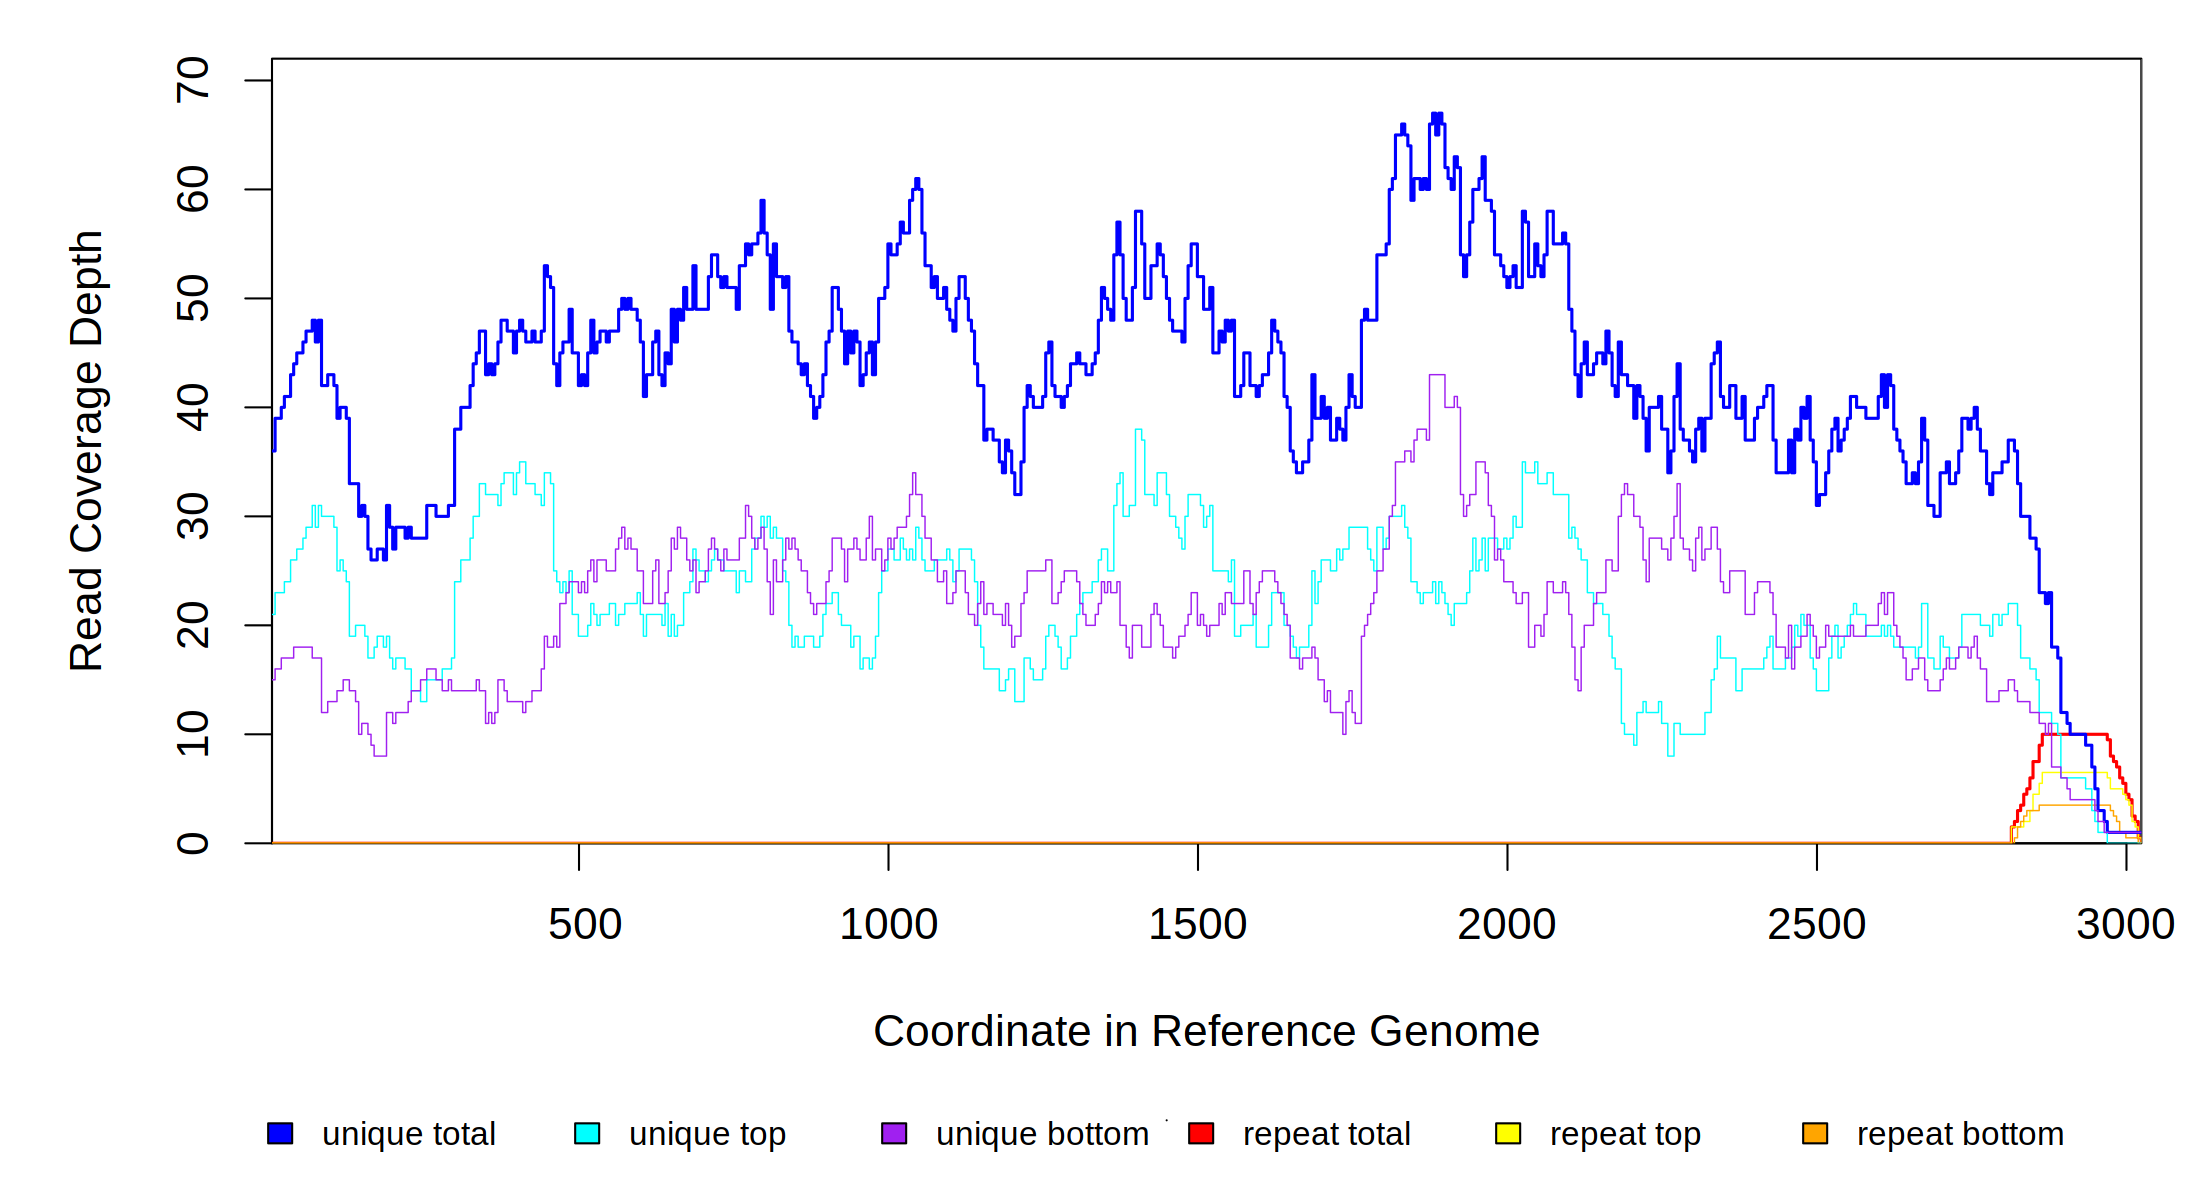 70
60
50
40
30
20
10
0
Read Coverage Depth
500 1000 1500 2000 2500 3000
Coordinate in Reference Genome
unique total unique top unique bottom repeat total repeat top repeat bottom